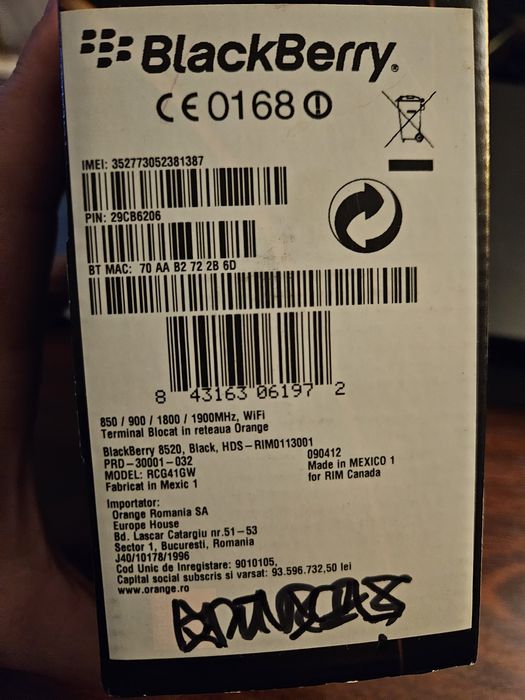 BlackBerry®
CE0168
IMEI: 352773052381387
PIN: 29CB6206
BT MAC: 70 AA B2 72 2B 6D
8 43163 06197 2
850 / 900 / 1800 / 1900MHz, WiFi
Terminal Blocat in reteaua Orange
BlackBerry 8520, Black, HDS-RIM0113001
PRD-30001-032 090412
MODEL: RCG41GW Made in MEXICO 1
Fabricat in Mexic 1 for RIM Canada
Importator:
Orange Romania SA
Europe House
Bd. Lascar Catargiu nr.51-53
Sector 1, Bucuresti, Romania
J40/10178/1996
Cod Unic de Inregistare: 9010105,
Capital social subscris si varsat: 93.596.732,50 lei
www.orange.ro